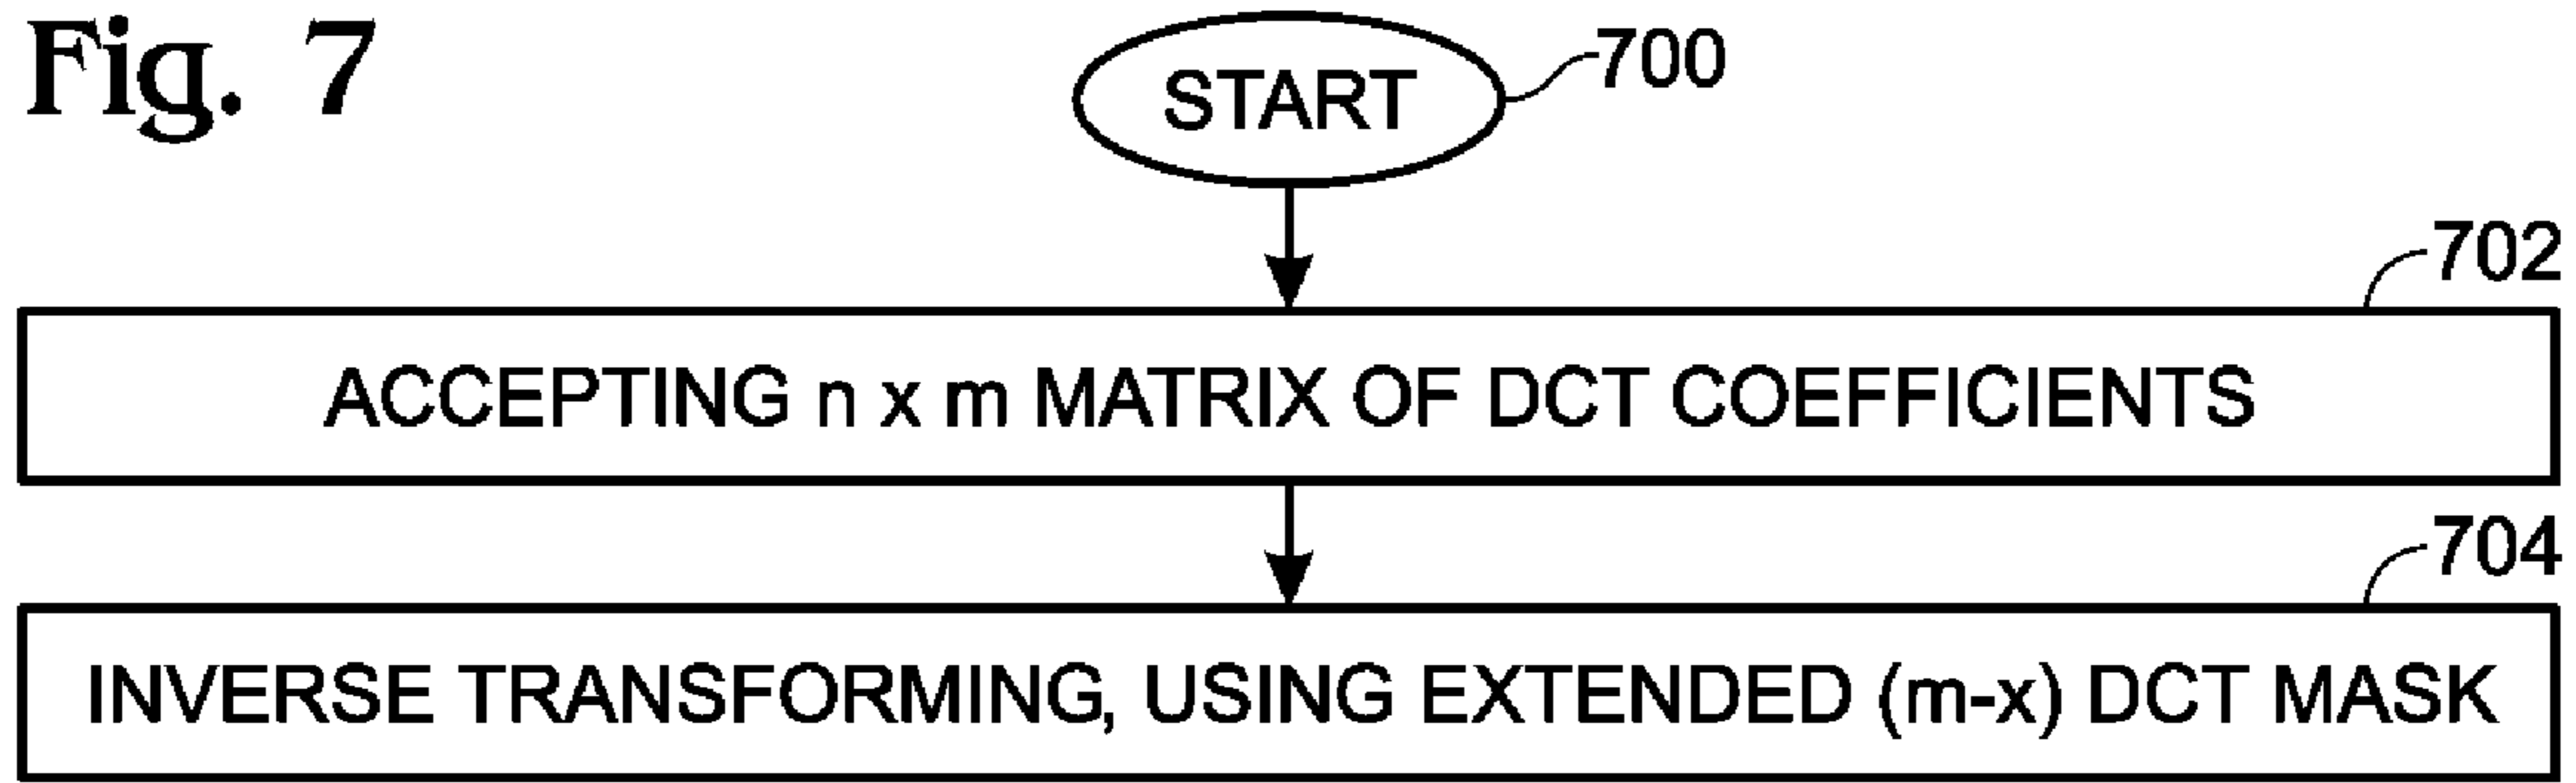 Fig. 7
START
700
702
ACCEPTING n x m MATRIX OF DCT COEFFICIENTS
704
INVERSE TRANSFORMING, USING EXTENDED (m-x) DCT MASK